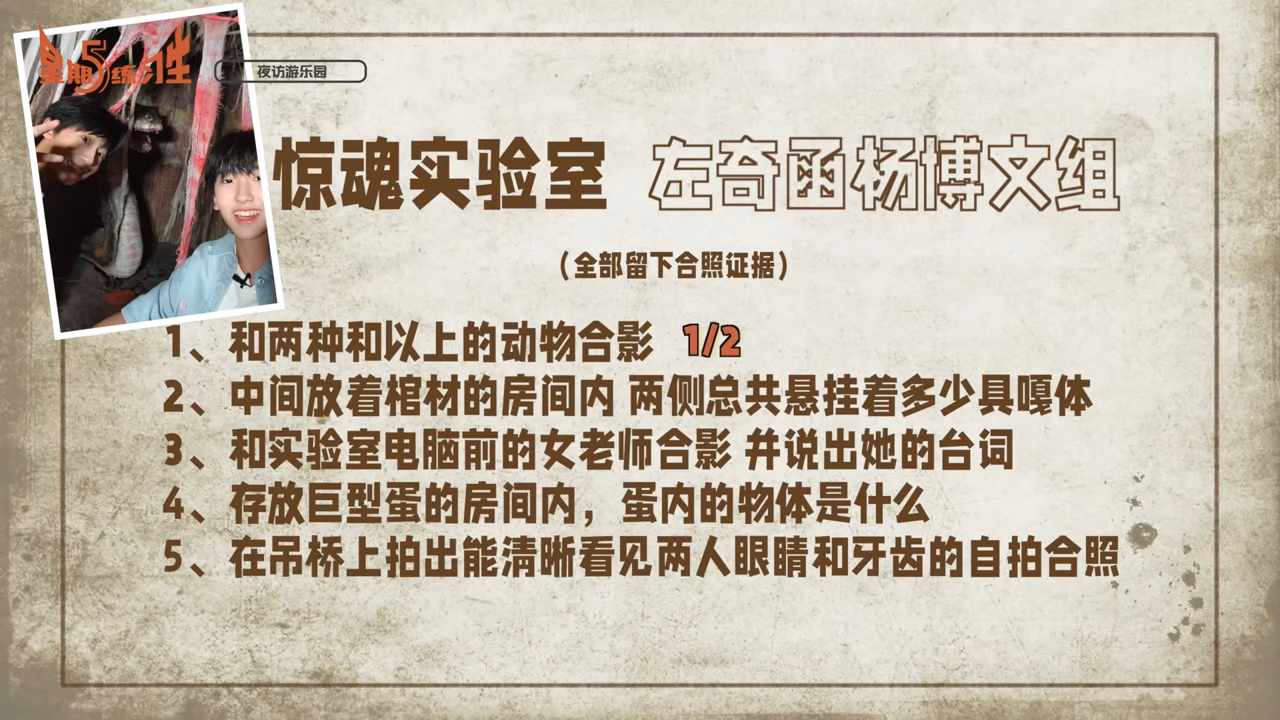 星期5练习生
夜访游乐园
惊魂实验室 左奇函杨博文组
(全部留下合照证据)
1、和两种和以上的动物合影 1/2
2、中间放着棺材的房间内 两侧总共悬挂着多少具嘎体
3、和实验室电脑前的女老师合影 并说出她的台词
4、存放巨型蛋的房间内，蛋内的物体是什么
5、在吊桥上拍出能清晰看见两人眼睛和牙齿的自拍合照